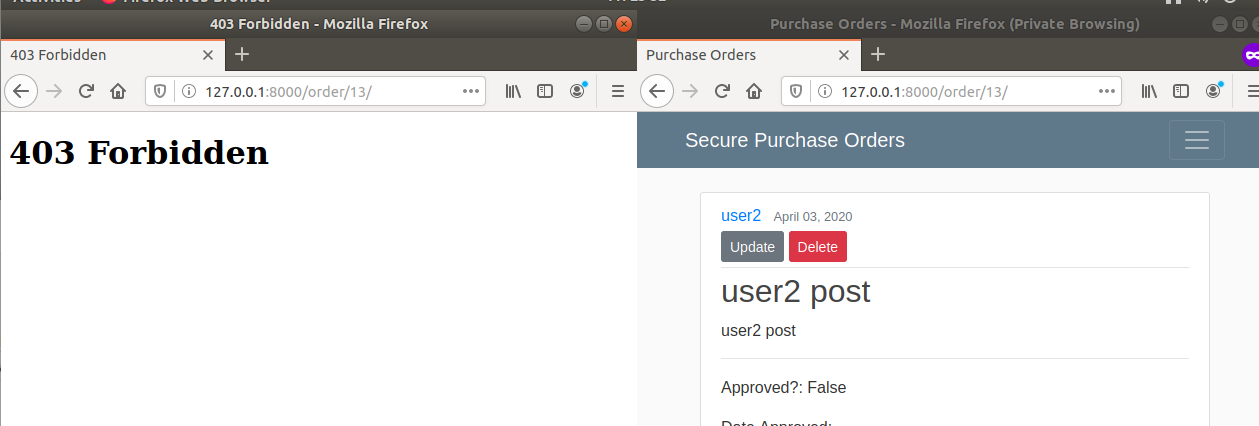 403 Forbidden - Mozilla Firefox
403 Forbidden
127.0.0.1:8000/order/13/
403 Forbidden
Purchase Orders - Mozilla Firefox (Private Browsing)
Purchase Orders
127.0.0.1:8000/order/13/
Secure Purchase Orders
user2 April 03, 2020
Update Delete
user2 post
user2 post
Approved?: False